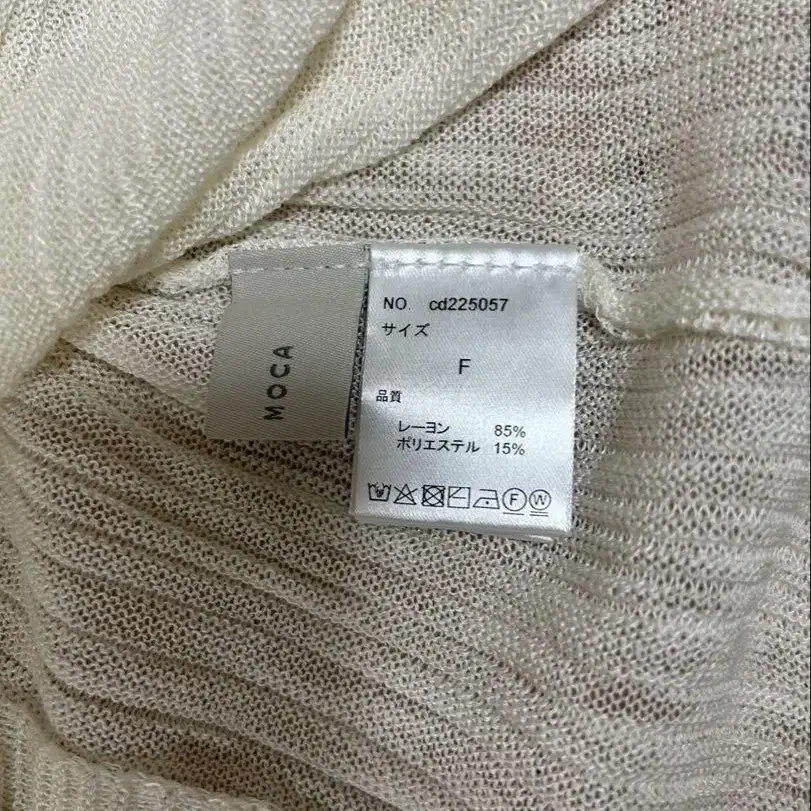 MOCA
NO. cd225057
サイズ
F
品質
レーヨン 85%
ポリエステル 15%
F W